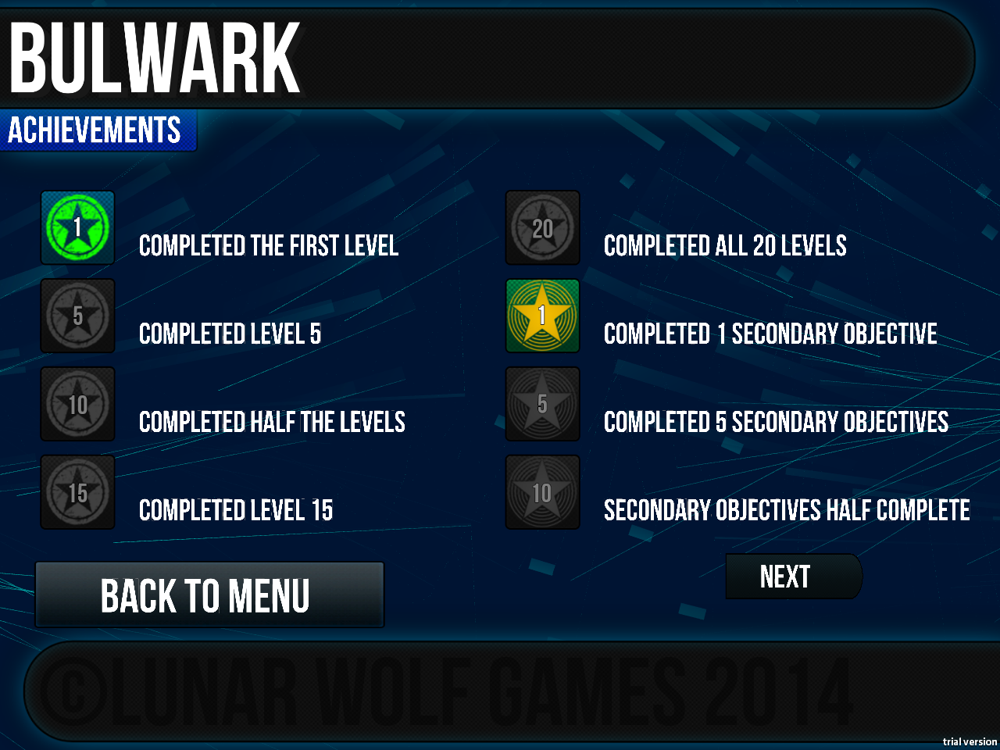 BULWARK
ACHIEVEMENTS
1
COMPLETED THE FIRST LEVEL
5
COMPLETED LEVEL 5
10
COMPLETED HALF THE LEVELS
15
COMPLETED LEVEL 15
20
COMPLETED ALL 20 LEVELS
1
COMPLETED 1 SECONDARY OBJECTIVE
5
COMPLETED 5 SECONDARY OBJECTIVES
10
SECONDARY OBJECTIVES HALF COMPLETE
BACK TO MENU
NEXT
©LUNAR WOLF GAMES 2014
trial version